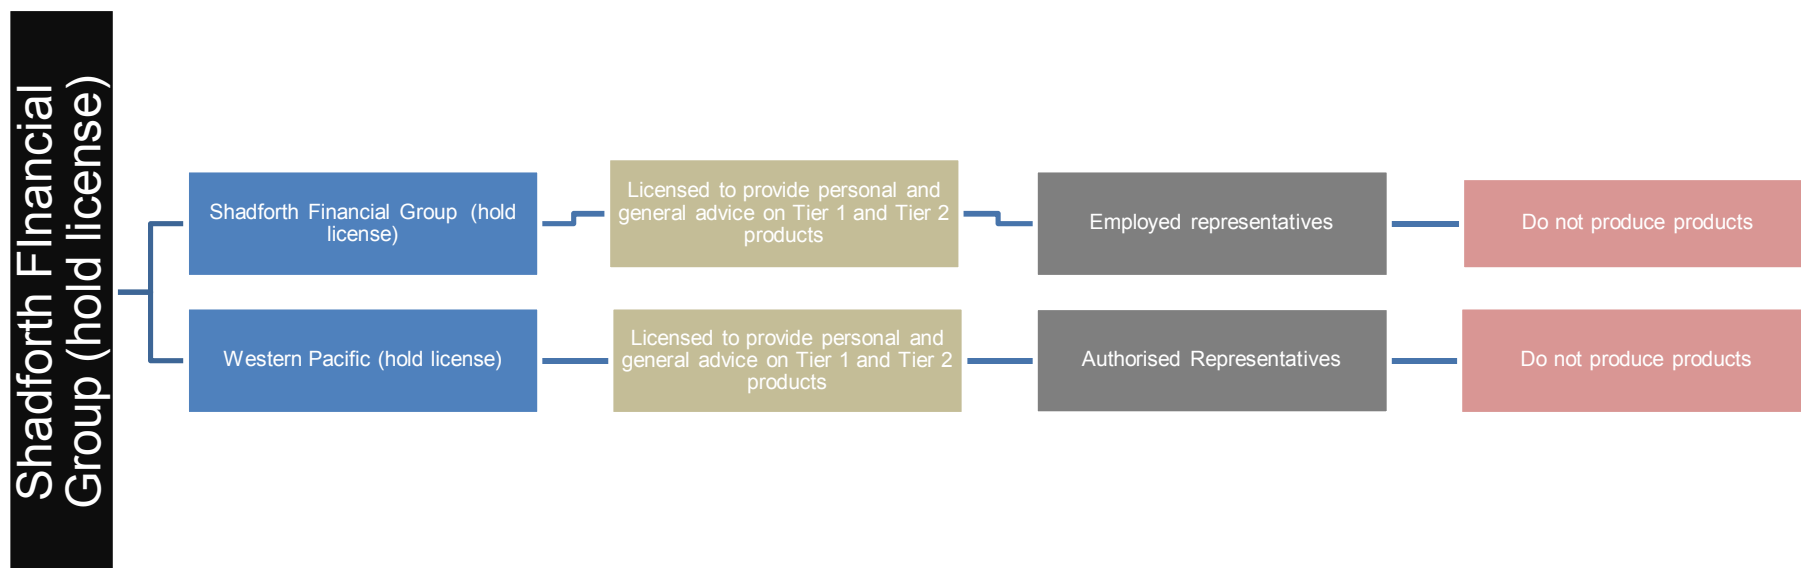 Shadforth FInancial
Group (hold license)
Shadforth Financial Group (hold
license)
Licensed to provide personal and
general advice on Tier 1 and Tier 2
products
Employed representatives
Do not produce products
Western Pacific (hold license)
Licensed to provide personal and
general advice on Tier 1 and Tier 2
products
Authorised Representatives
Do not produce products